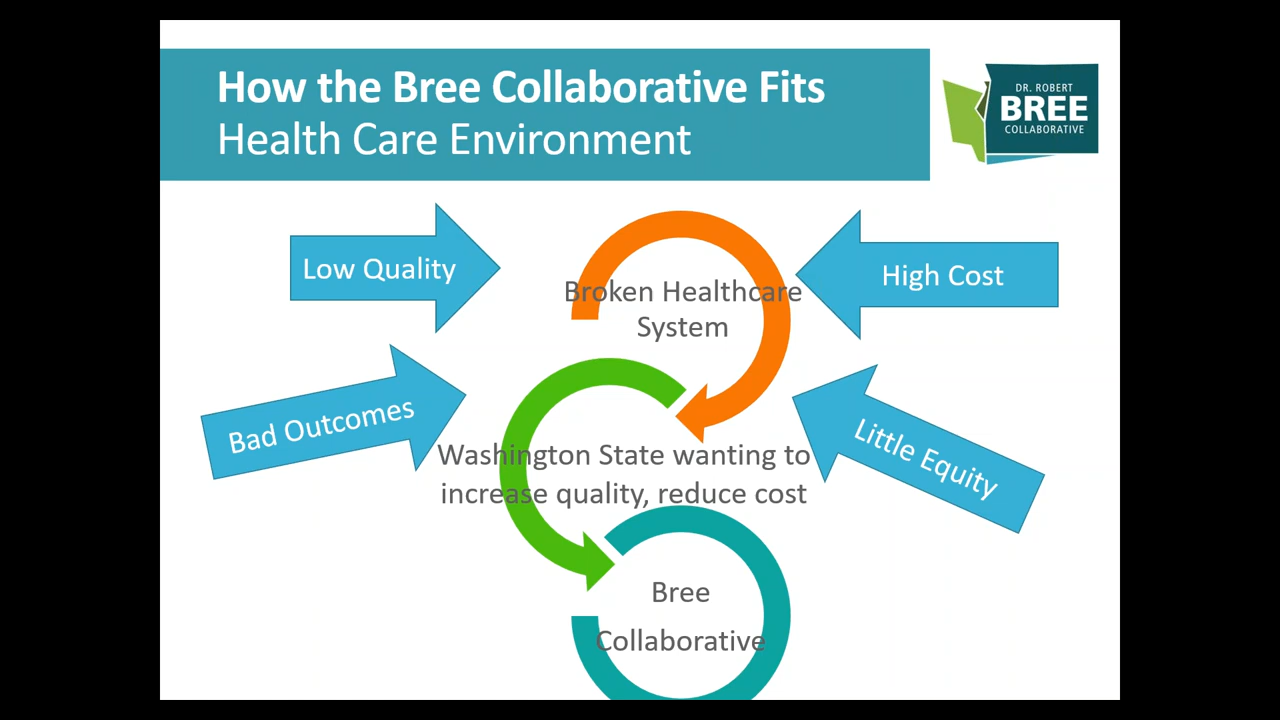 How the Bree Collaborative Fits
Health Care Environment
DR. ROBERT
BREE
COLLABORATIVE
Low Quality
High Cost
Broken Healthcare
System
Bad Outcomes
Little Equity
Washington State wanting to
increase quality, reduce cost
Bree
Collaborative